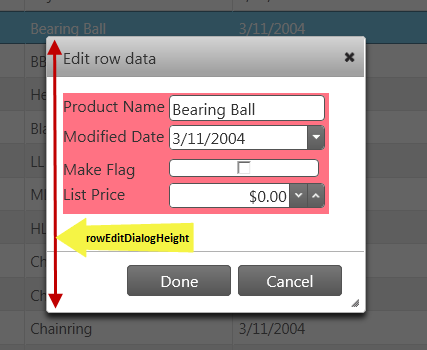 Bearing Ball 3/11/2004
Edit row data
Product Name Bearing Ball
Modified Date 3/11/2004
Make Flag
List Price $0.00
rowEditDialogHeight
Done Cancel
BB
He
Bla
LL
M
HL
Ch
Ch
Chainring 3/11/2004